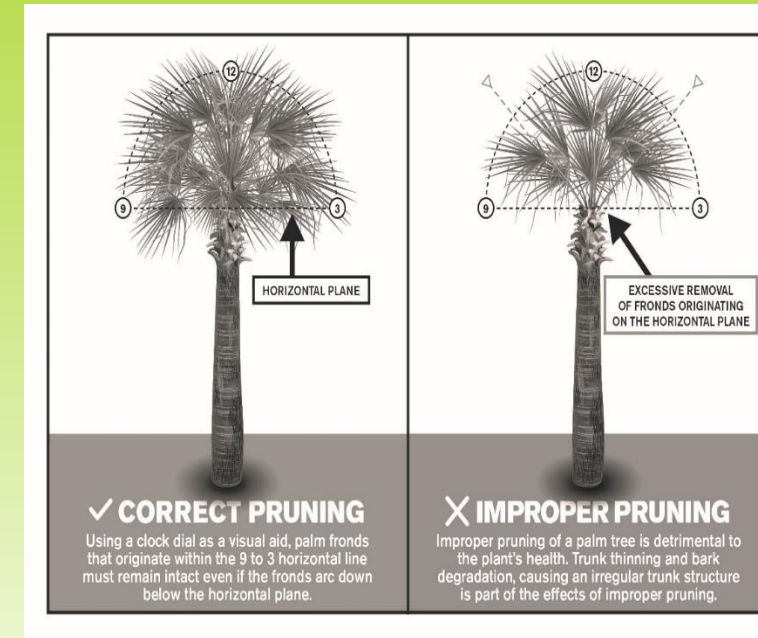 12
9
3
HORIZONTAL PLANE
✓ CORRECT PRUNING
Using a clock dial as a visual aid, palm fronds
that originate within the 9 to 3 horizontal line
must remain intact even if the fronds arc down
below the horizontal plane.
12
9
3
EXCESSIVE REMOVAL
OF FRONDS ORIGINATING
ON THE HORIZONTAL PLANE
X IMPROPER PRUNING
Improper pruning of a palm tree is detrimental to
the plant's health. Trunk thinning and bark
degradation, causing an irregular trunk structure
is part of the effects of improper pruning.